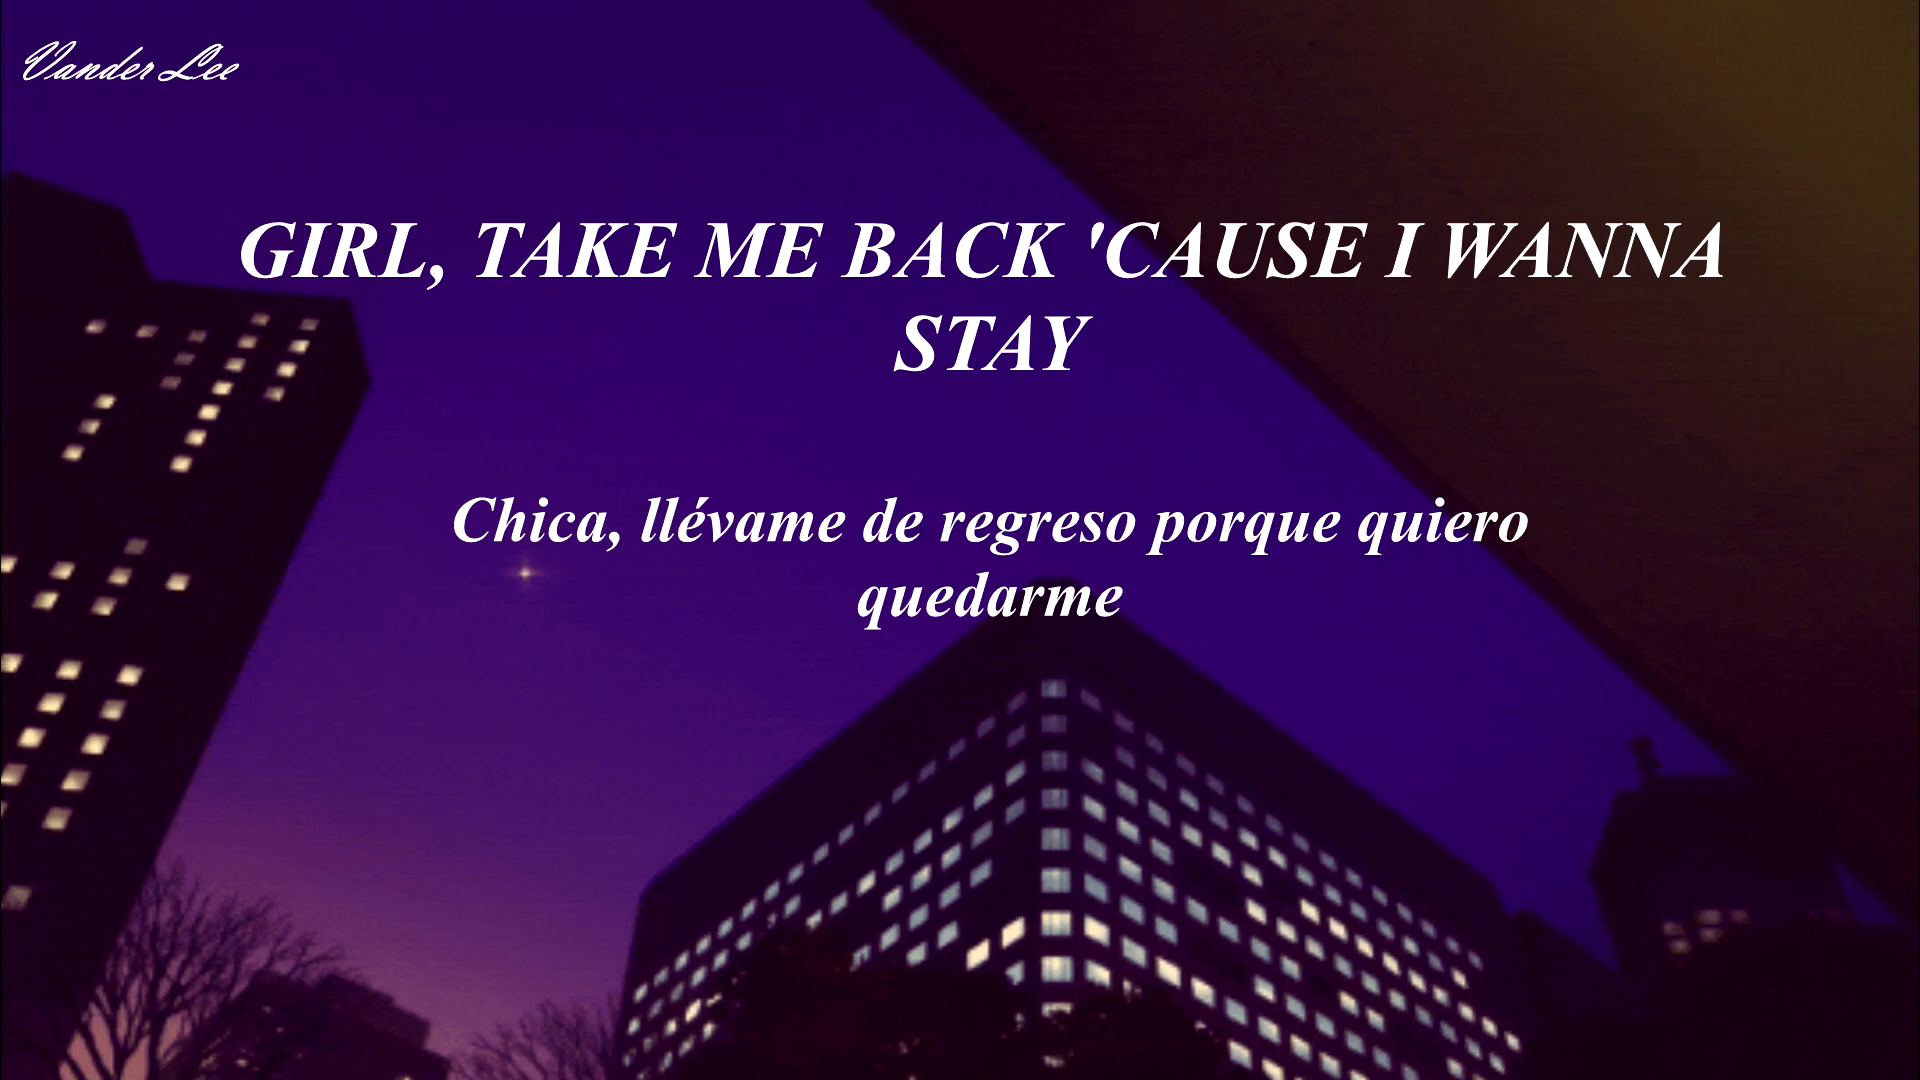 Vander Lee
GIRL, TAKE ME BACK 'CAUSE I WANNA
STAY
Chica, llévame de regreso porque quiero
quedarme